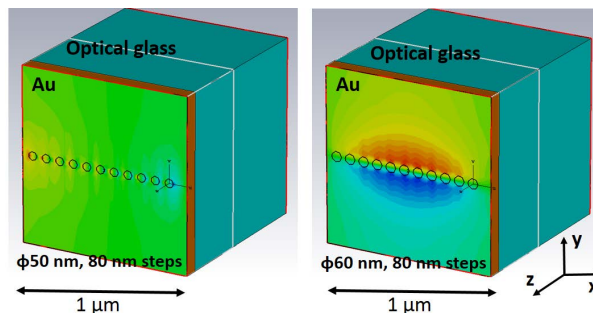 Optical glass
Au
ϕ50 nm, 80 nm steps
1 µm
Optical glass
Au
ϕ60 nm, 80 nm steps
1 µm
y
z
x